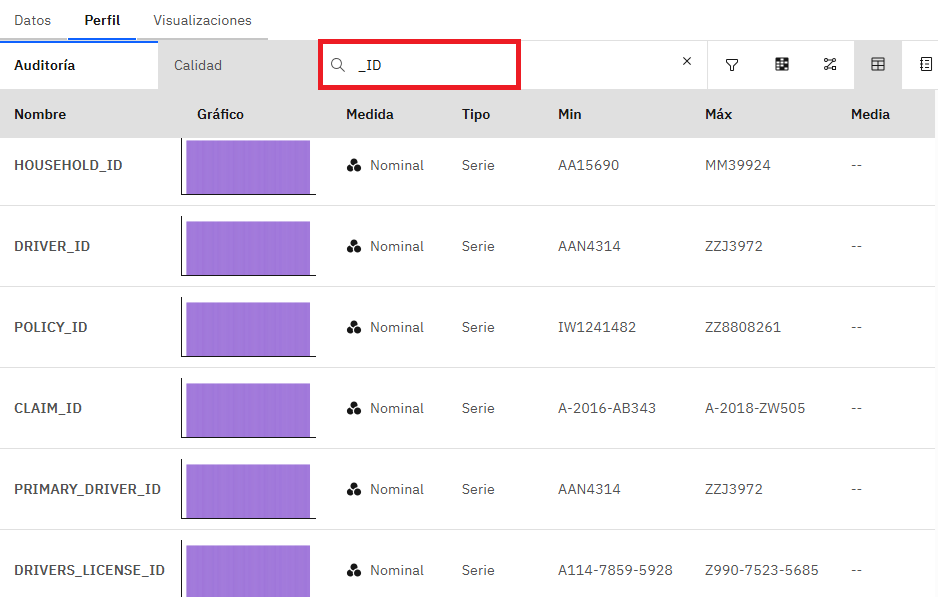 Datos Perfil Visualizaciones
Auditoría Calidad _ID ×
Nombre Gráfico Medida Tipo Min Máx Media
HOUSEHOLD_ID Nominal Serie AA15690 MM39924 --
DRIVER_ID Nominal Serie AAN4314 ZZJ3972 --
POLICY_ID Nominal Serie IW1241482 ZZ8808261 --
CLAIM_ID Nominal Serie A-2016-AB343 A-2018-ZW505 --
PRIMARY_DRIVER_ID Nominal Serie AAN4314 ZZJ3972 --
DRIVERS_LICENSE_ID Nominal Serie A114-7859-5928 Z990-7523-5685 --